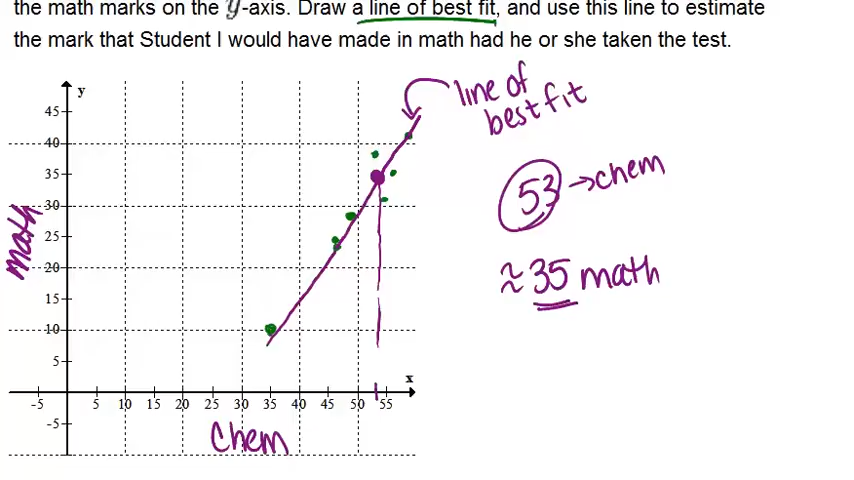 the math marks on the y-axis. Draw a line of best fit, and use this line to estimate
the mark that Student I would have made in math had he or she taken the test.
y
line of
best fit
45
40
35
30
25
20
15
10
5
-5
math
53 → chem
≈ 35 math
x
-5 5 10 15 20 25 30 35 40 45 50 55
chem